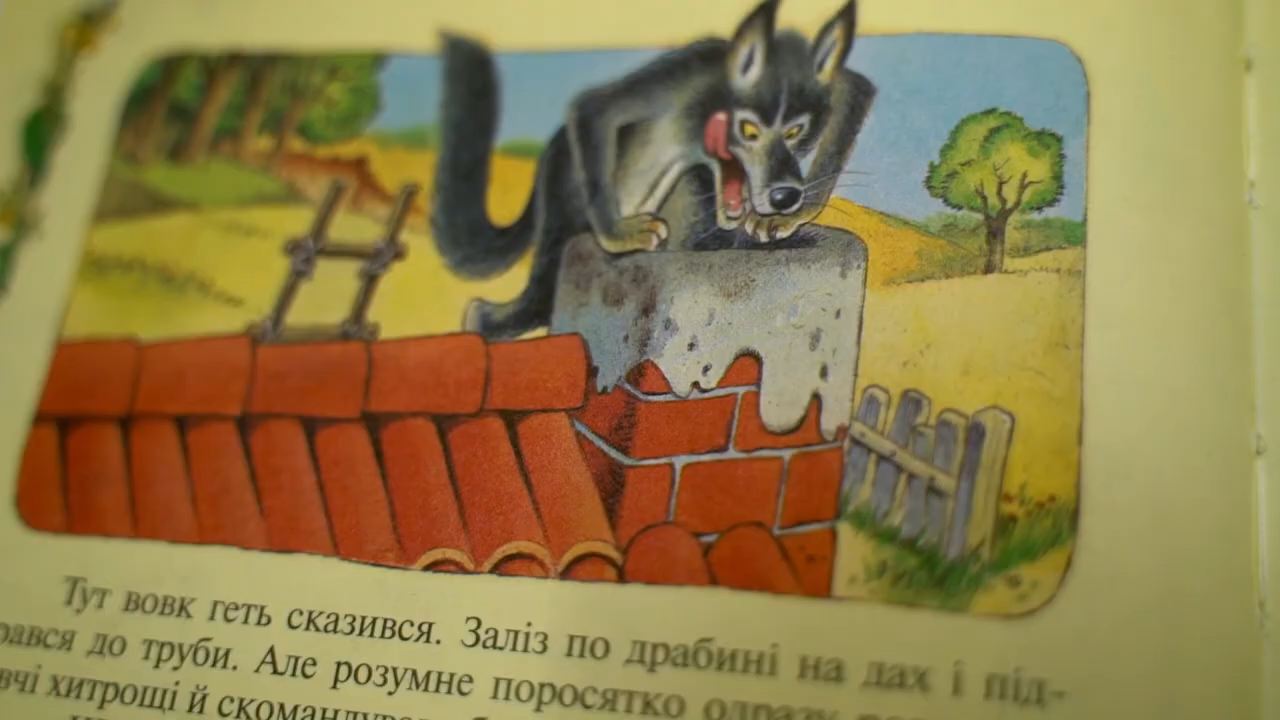 Тут вовк геть сказився. Заліз по драбині на дах і під-
рався до труби. Але розумне поросятко одразу
вчі хитрощі й скомандував